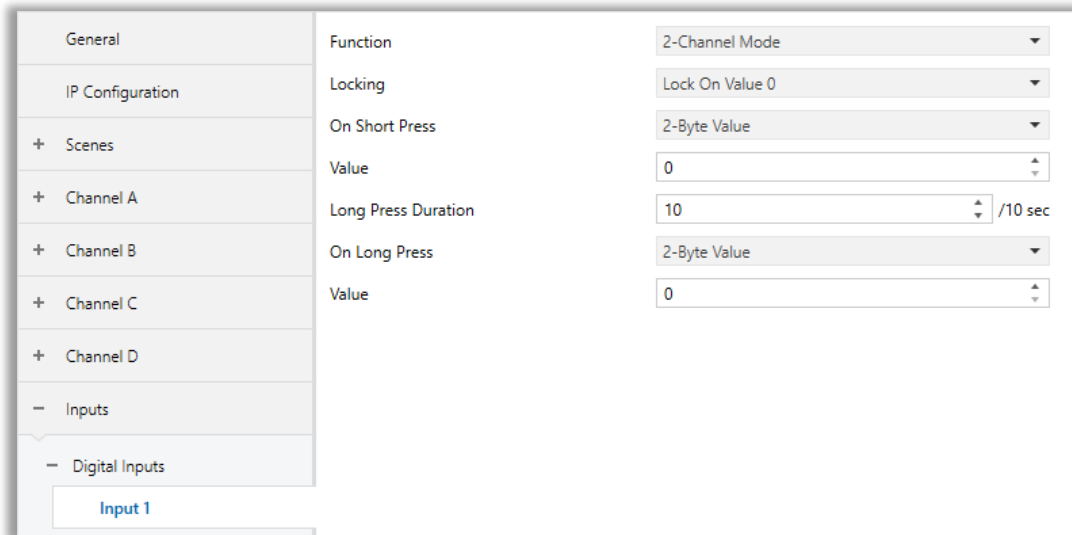 General
IP Configuration
+ Scenes
+ Channel A
+ Channel B
+ Channel C
+ Channel D
− Inputs
− Digital Inputs
Input 1
Function 2-Channel Mode
Locking Lock On Value 0
On Short Press 2-Byte Value
Value 0
Long Press Duration 10 /10 sec
On Long Press 2-Byte Value
Value 0